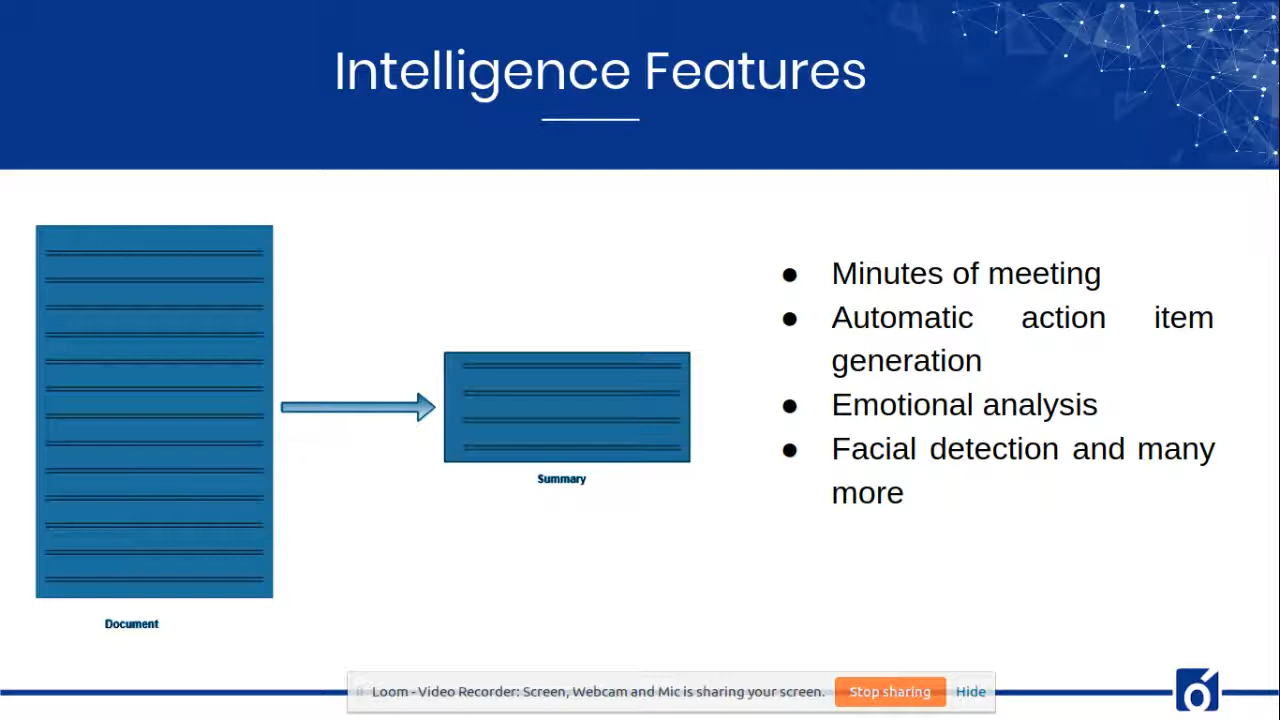 Intelligence Features
● Minutes of meeting
● Automatic action item
generation
● Emotional analysis
● Facial detection and many
more
Summary
Document
Loom - Video Recorder: Screen, Webcam and Mic is sharing your screen. Stop sharing Hide